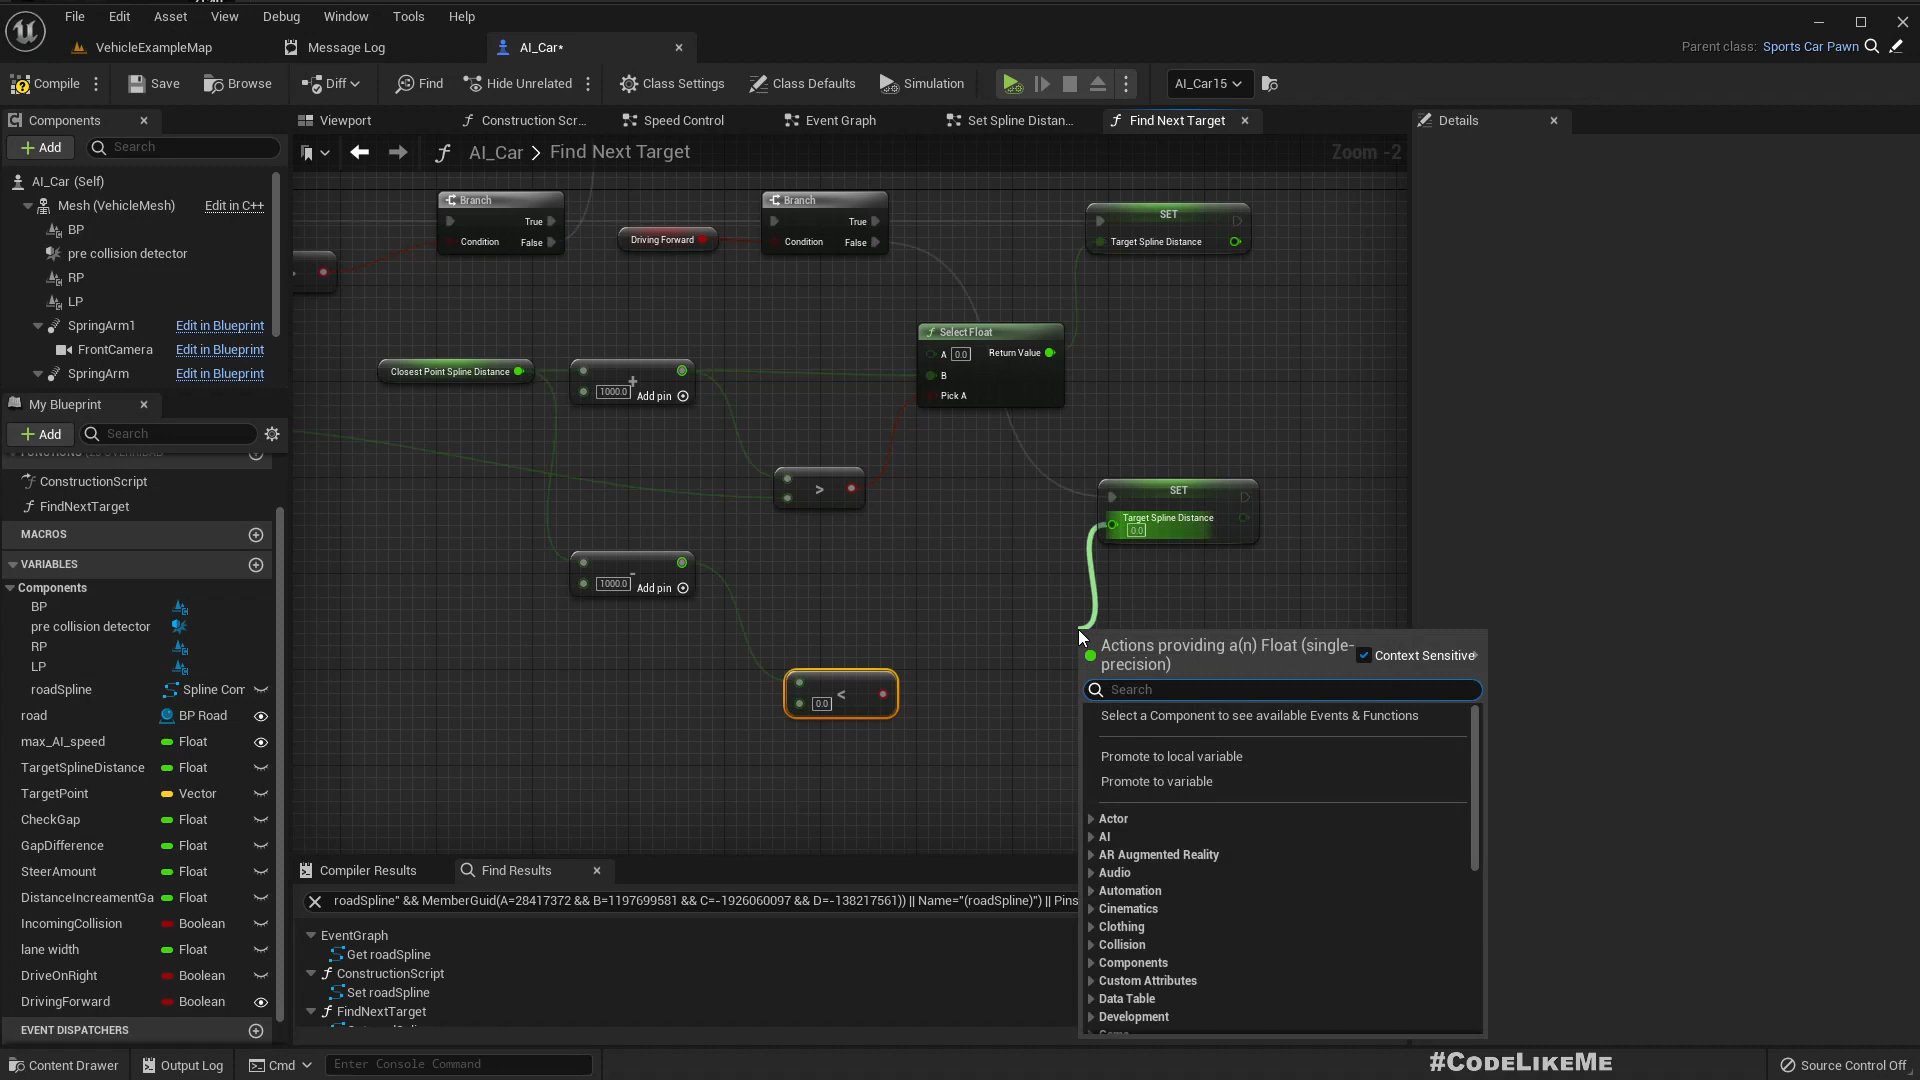 File Edit Asset View Debug Window Tools Help
VehicleExampleMap Message Log AI_Car*
Parent class: Sports Car Pawn
Compile Save Browse Diff Find Hide Unrelated Class Settings Class Defaults Simulation AI_Car15
Components
Viewport Construction Scr... Speed Control Event Graph Set Spline Distan... Find Next Target Details
Add Search
AI_Car > Find Next Target Zoom -2
AI_Car (Self)
Mesh (VehicleMesh) Edit in C++
BP
pre collision detector
RP
LP
SpringArm1 Edit in Blueprint
FrontCamera Edit in Blueprint
SpringArm Edit in Blueprint
Branch
True
Condition False
Driving Forward
Branch
True
Condition False
SET
Target Spline Distance
Select Float
A 0.0 Return Value
B
Pick A
Closest Point Spline Distance
+
1000.0 Add pin
>
SET
Target Spline Distance
0.0
-
1000.0 Add pin
<
0.0
My Blueprint
Add Search
ConstructionScript
FindNextTarget
MACROS
VARIABLES
Components
BP
pre collision detector
RP
LP
roadSpline Spline Com
road BP Road
max_AI_speed Float
TargetSplineDistance Float
TargetPoint Vector
CheckGap Float
GapDifference Float
SteerAmount Float
DistanceIncreamentGa Float
IncomingCollision Boolean
lane width Float
DriveOnRight Boolean
DrivingForward Boolean
EVENT DISPATCHERS
Actions providing a(n) Float (single-
precision)
Context Sensitive
Search
Select a Component to see available Events & Functions
Promote to local variable
Promote to variable
Actor
AI
AR Augmented Reality
Audio
Automation
Cinematics
Clothing
Collision
Components
Custom Attributes
Data Table
Development
Compiler Results Find Results
roadSpline" && MemberGuid(A=28417372 && B=1197699581 && C=-1926060097 && D=-138217561)) || Name="(roadSpline)") || Pins
EventGraph
Get roadSpline
ConstructionScript
Set roadSpline
FindNextTarget
Content Drawer Output Log Cmd Enter Console Command
#CODELIKEME
Source Control Off